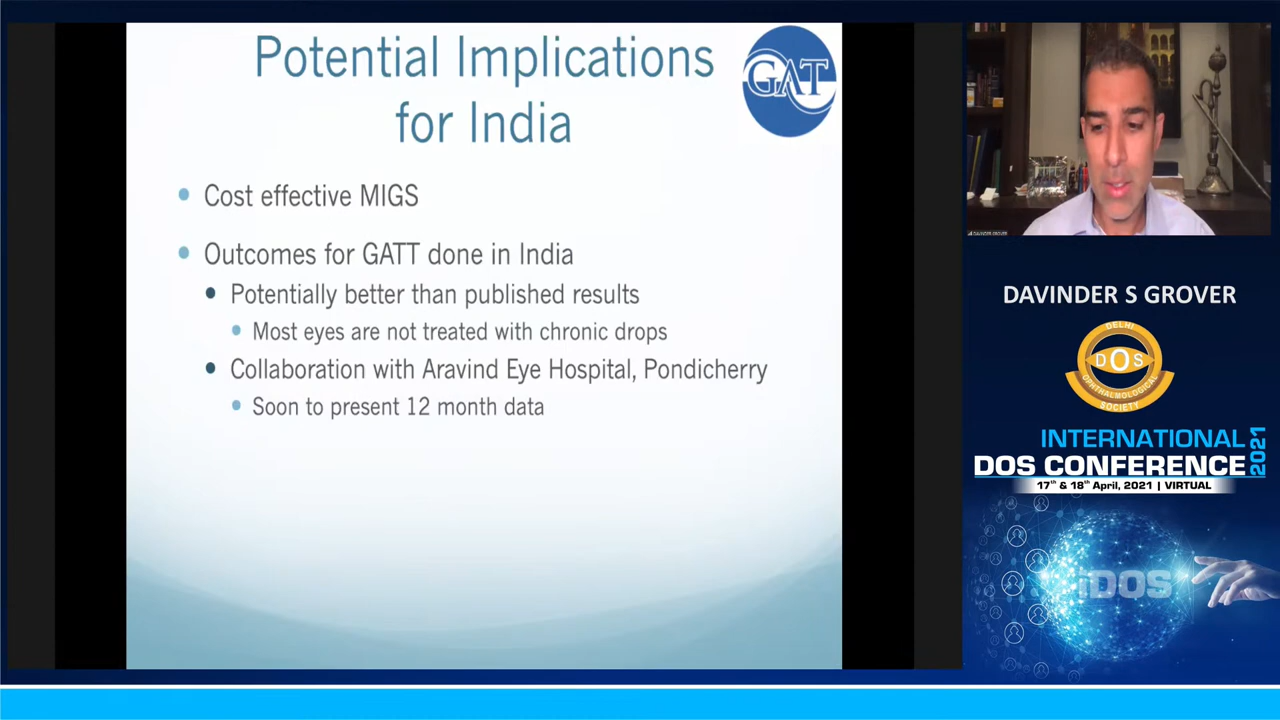 Potential Implications
for India
GAT
Cost effective MIGS
Outcomes for GATT done in India
Potentially better than published results
Most eyes are not treated with chronic drops
Collaboration with Aravind Eye Hospital, Pondicherry
Soon to present 12 month data
DAVINDER GROVER
DAVINDER S GROVER
DELHI
DOS
OPHTHALMOLOGICAL
SOCIETY
INTERNATIONAL
DOS CONFERENCE
2021
17th & 18th April, 2021 | VIRTUAL
iDOS